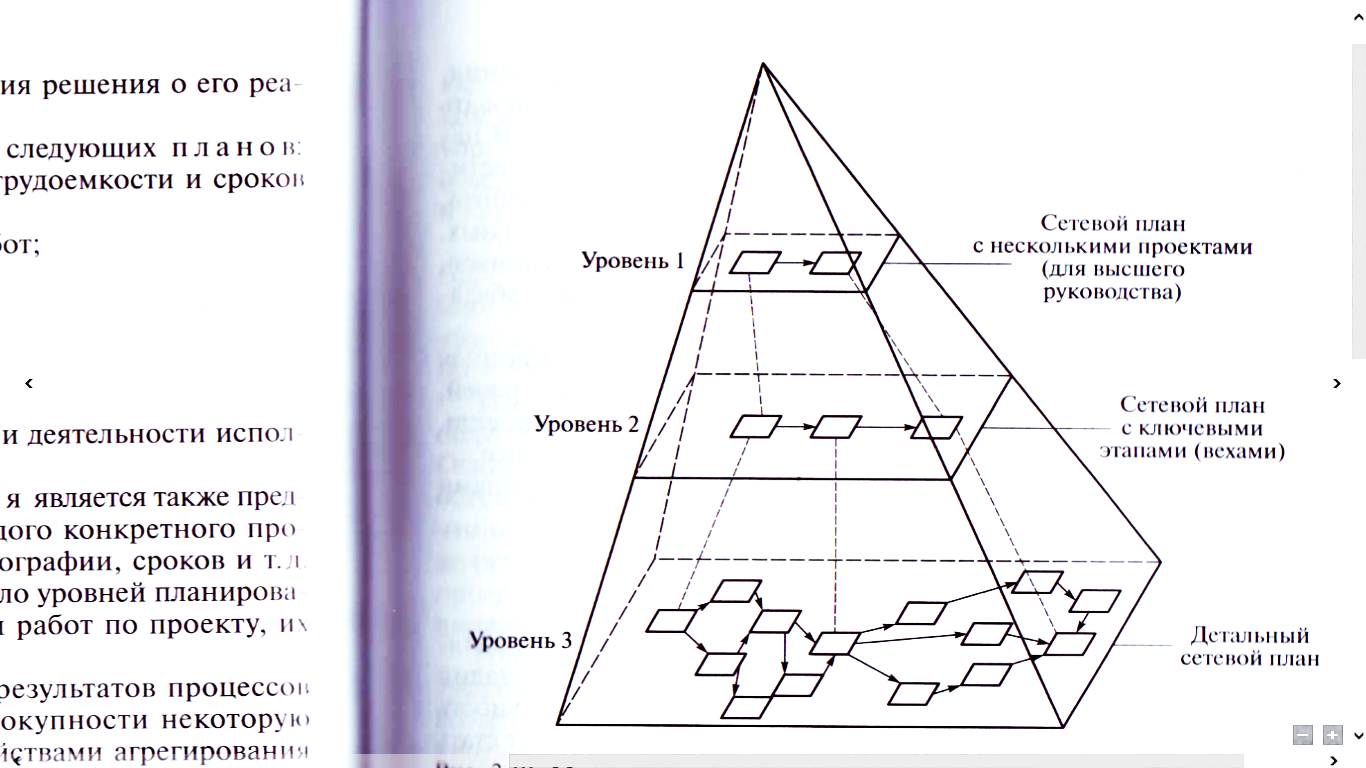 ия решения о его реа-
следующих планов:
трудоемкости и сроков
бот;
и деятельности испол-
я является также пред-
дого конкретного про-
ографии, сроков и т.д.
ло уровней планирова-
и работ по проекту, их
результатов процессов
окупности некоторую
йствами агрегирования
Уровень 1
Сетевой план
с несколькими проектами
(для высшего
руководства)
Уровень 2
Сетевой план
с ключевыми
этапами (вехами)
Уровень 3
Детальный
сетевой план